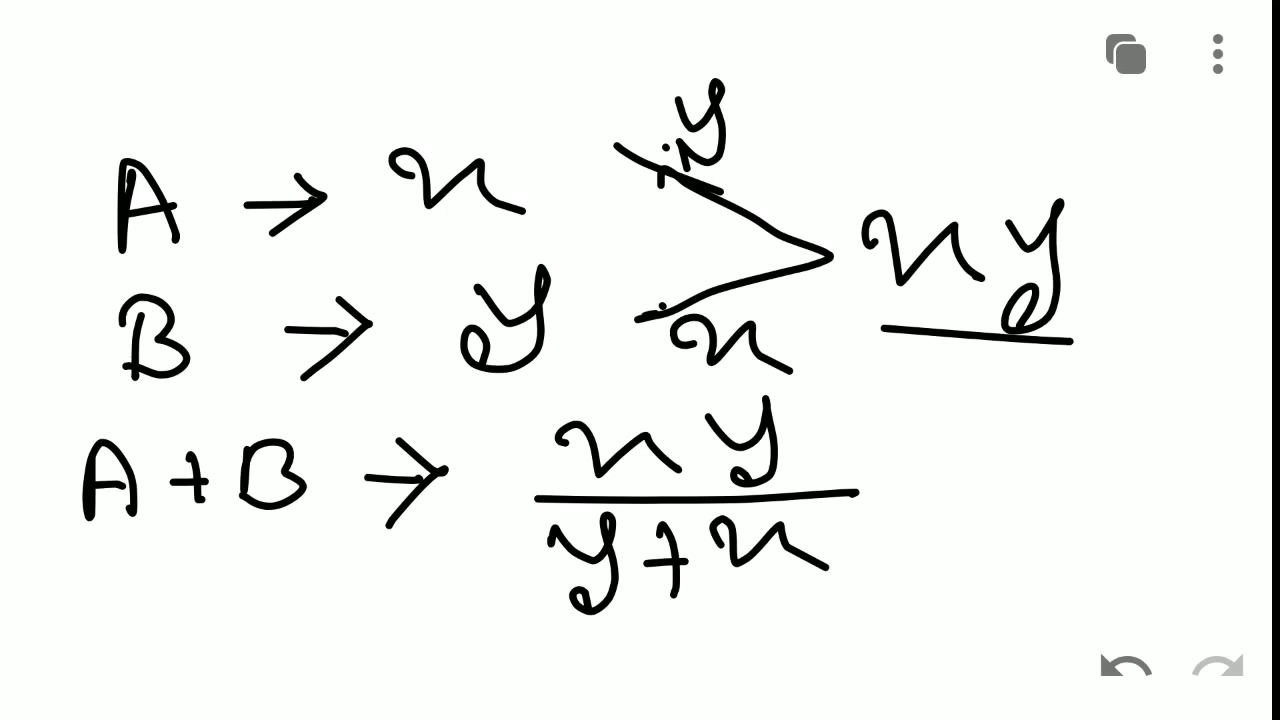 A → x y
B → y x xy
A + B → xy
y + x